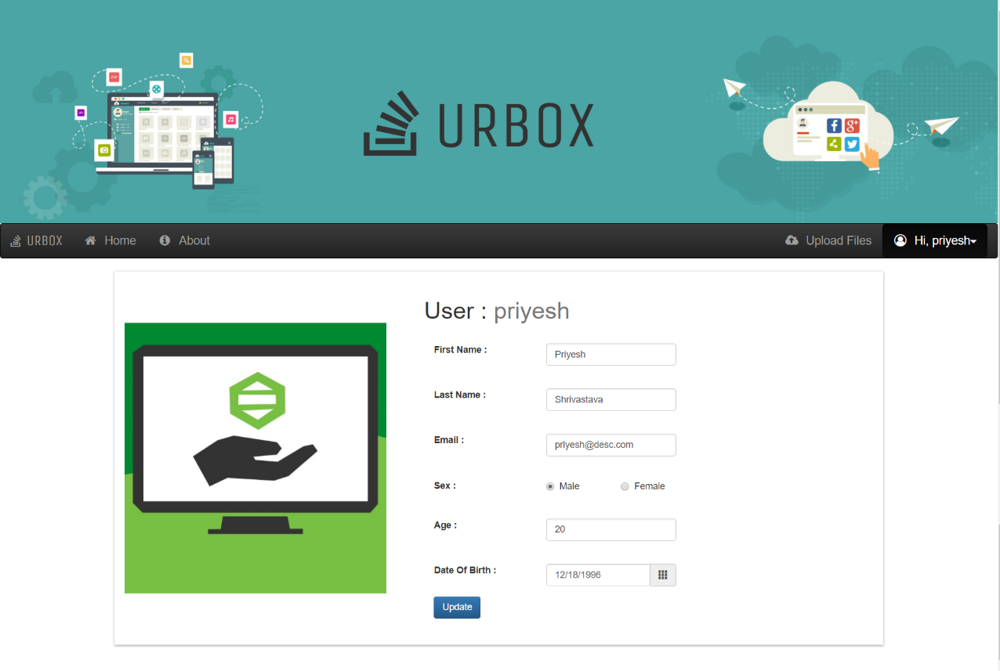 URBOX
URBOX Home About Upload Files Hi, priyesh
User : priyesh
First Name : Priyesh
Last Name : Shrivastava
Email : priyesh@desc.com
Sex : Male Female
Age : 20
Date Of Birth : 12/18/1996
Update